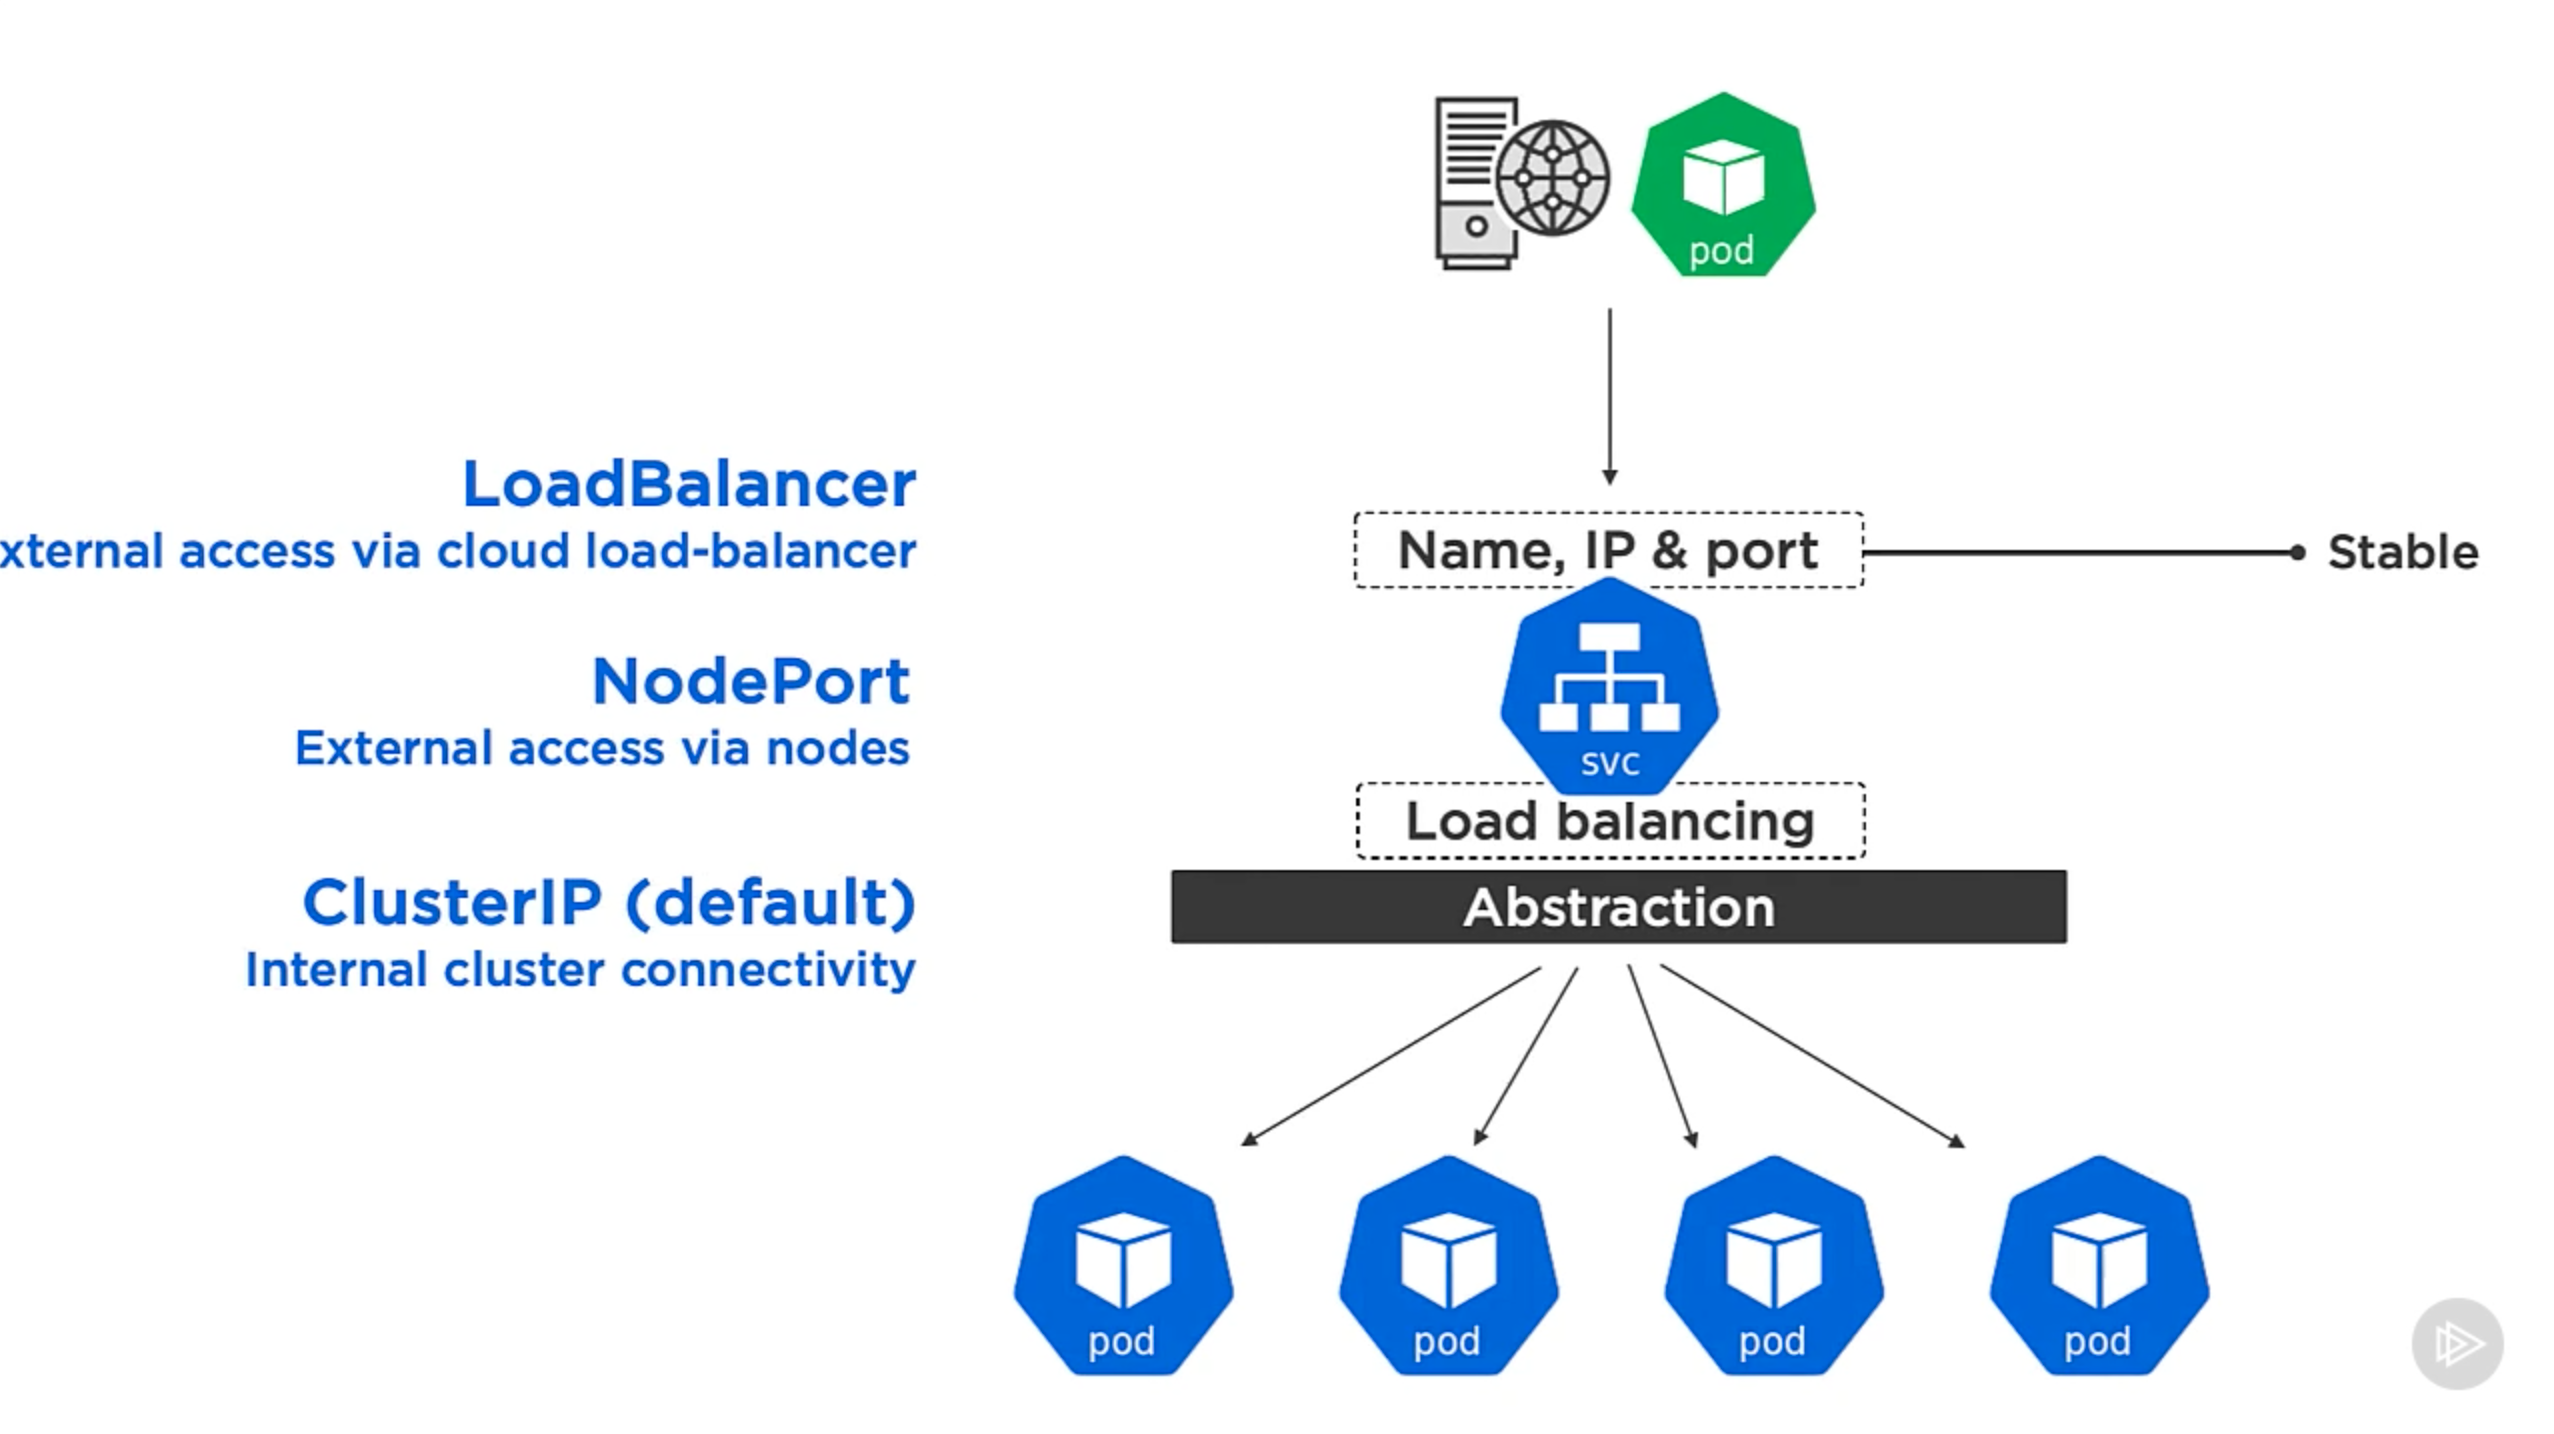 pod
LoadBalancer
xternal access via cloud load-balancer
NodePort
External access via nodes
ClusterIP (default)
Internal cluster connectivity
Name, IP & port
Stable
svc
Load balancing
Abstraction
pod
pod
pod
pod